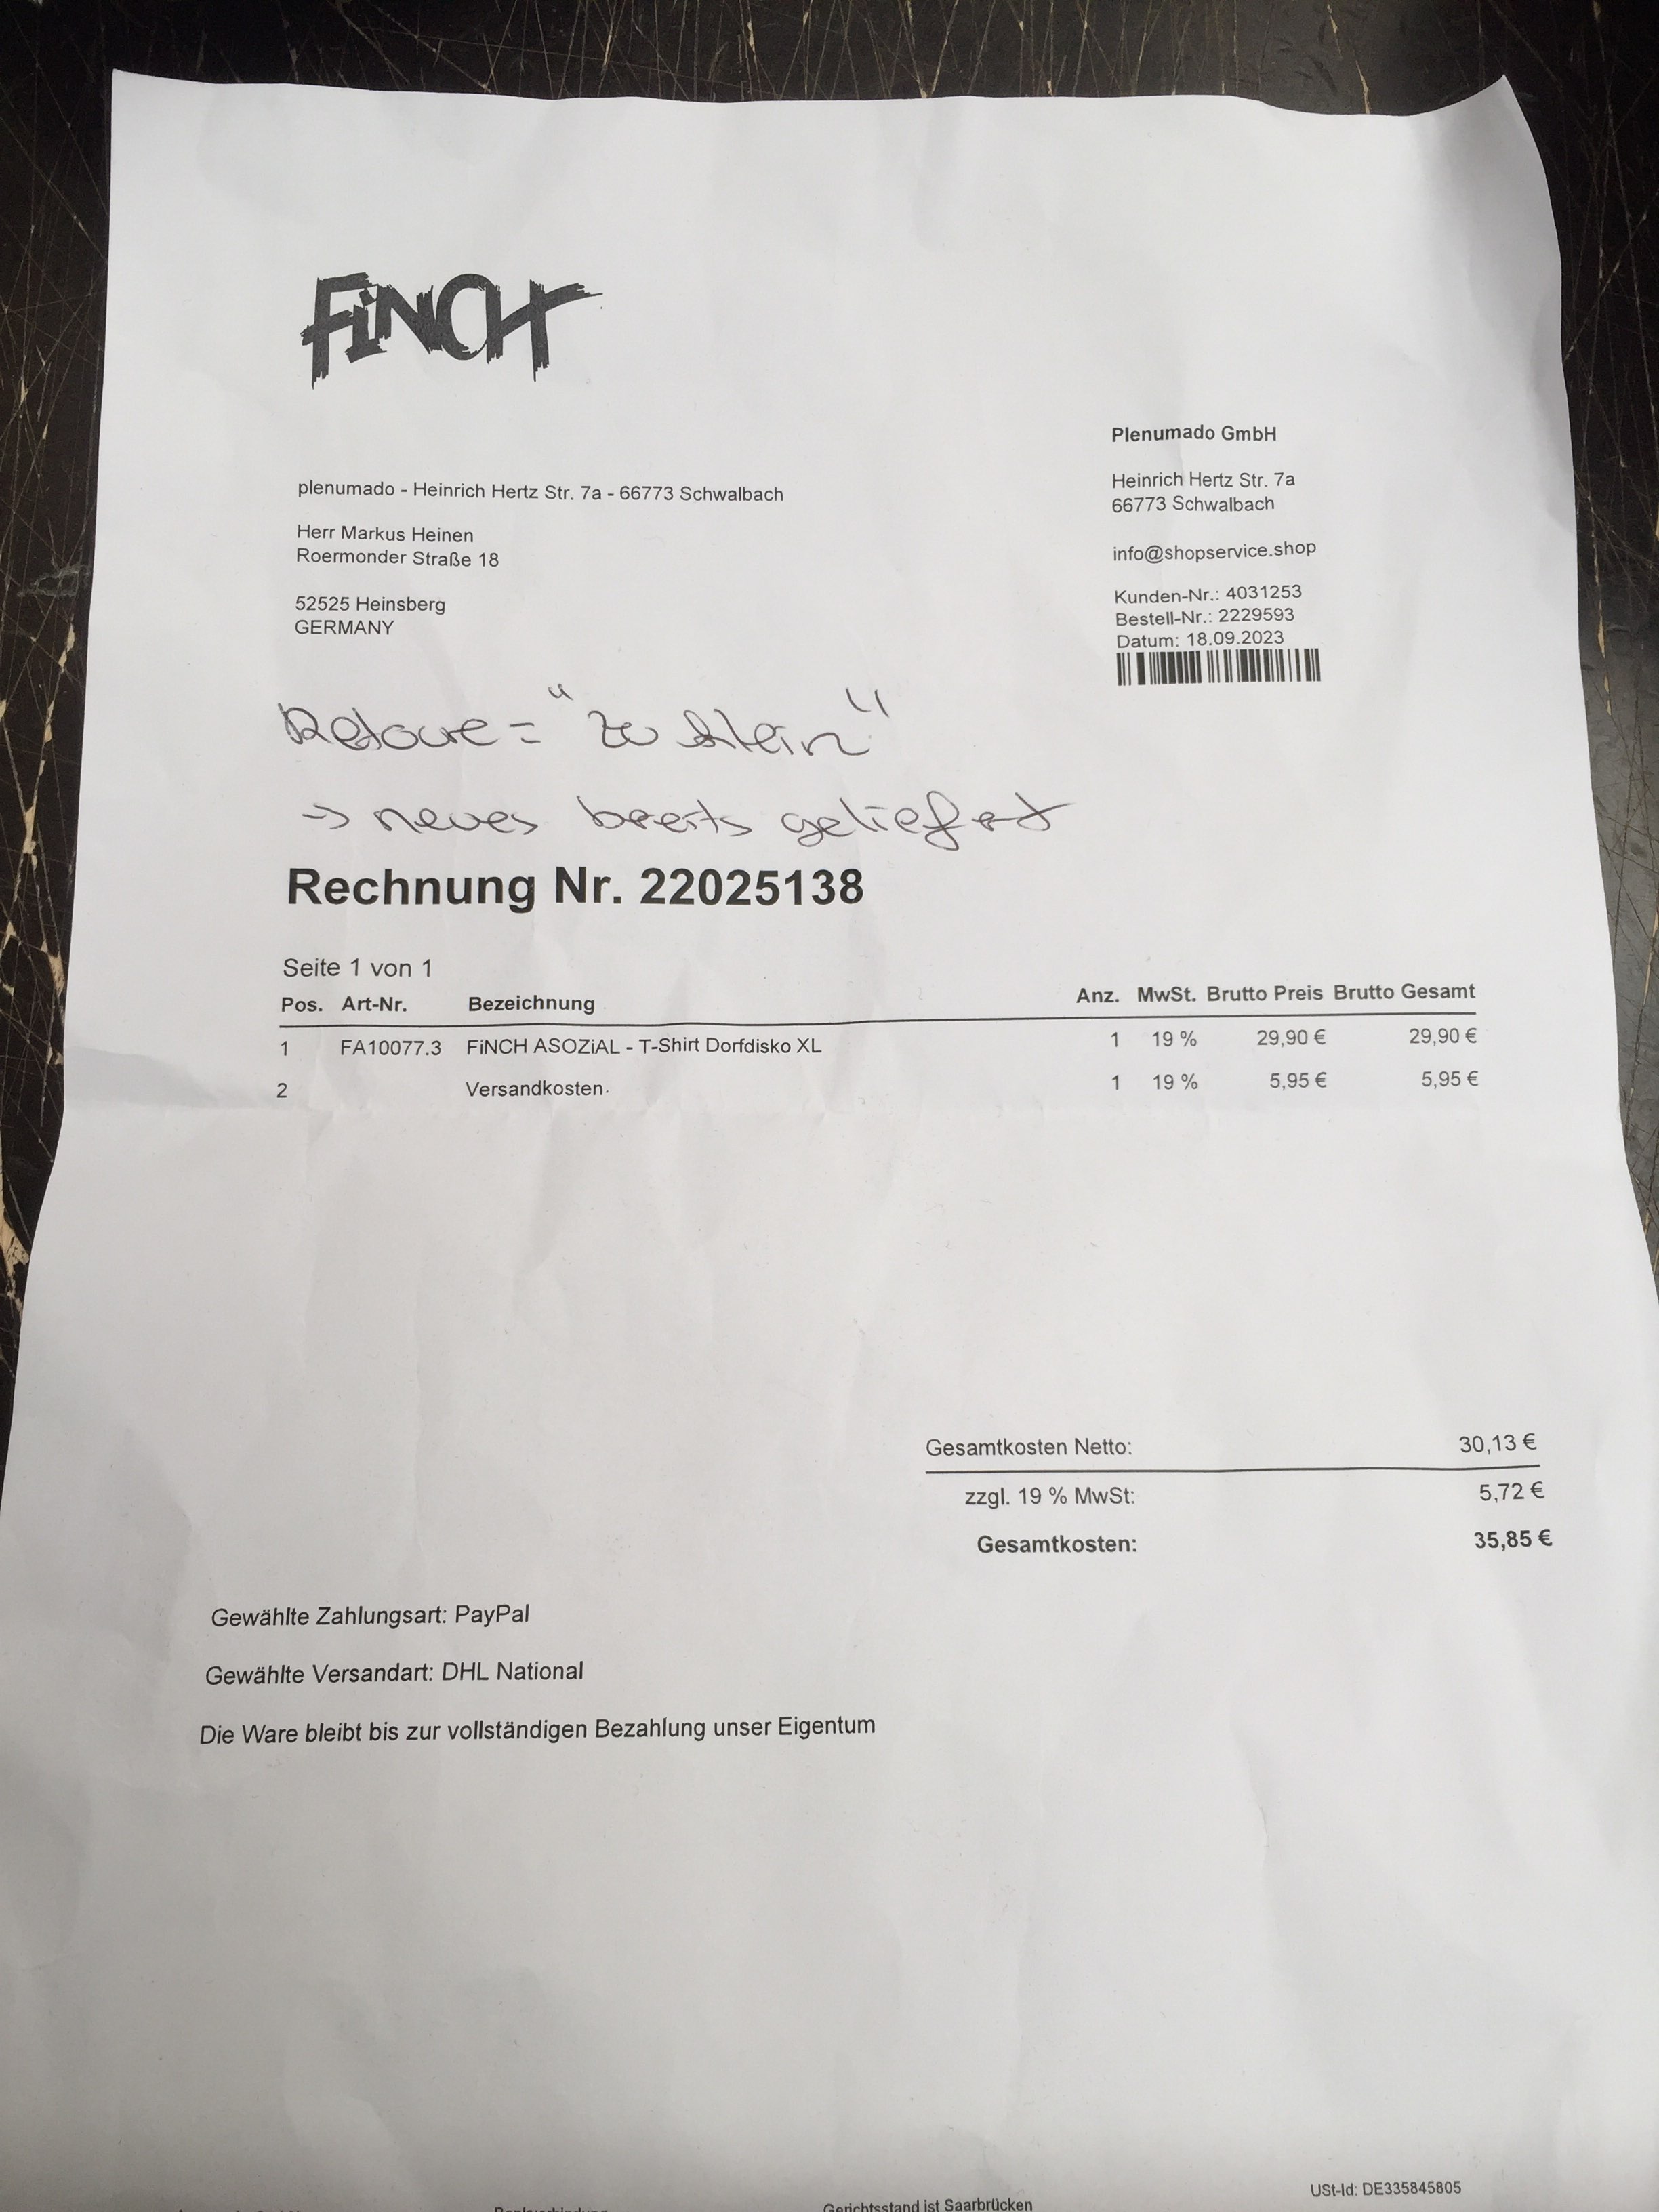 FiNCH
Plenumado GmbH
Heinrich Hertz Str. 7a
66773 Schwalbach
info@shopservice.shop
Kunden-Nr.: 4031253
Bestell-Nr.: 2229593
Datum: 18.09.2023
plenumado - Heinrich Hertz Str. 7a - 66773 Schwalbach
Herr Markus Heinen
Roermonder Straße 18
52525 Heinsberg
GERMANY
Retoure = "zu klein"
-> neues bereits geliefert
Rechnung Nr. 22025138
Seite 1 von 1
Pos. Art-Nr. Bezeichnung Anz. MwSt. Brutto Preis Brutto Gesamt
1 FA10077.3 FiNCH ASOZiAL - T-Shirt Dorfdisko XL 1 19 % 29,90 € 29,90 €
2 Versandkosten 1 19 % 5,95 € 5,95 €
Gesamtkosten Netto: 30,13 €
zzgl. 19 % MwSt: 5,72 €
Gesamtkosten: 35,85 €
Gewählte Zahlungsart: PayPal
Gewählte Versandart: DHL National
Die Ware bleibt bis zur vollständigen Bezahlung unser Eigentum
Gerichtsstand ist Saarbrücken
USt-Id: DE335845805